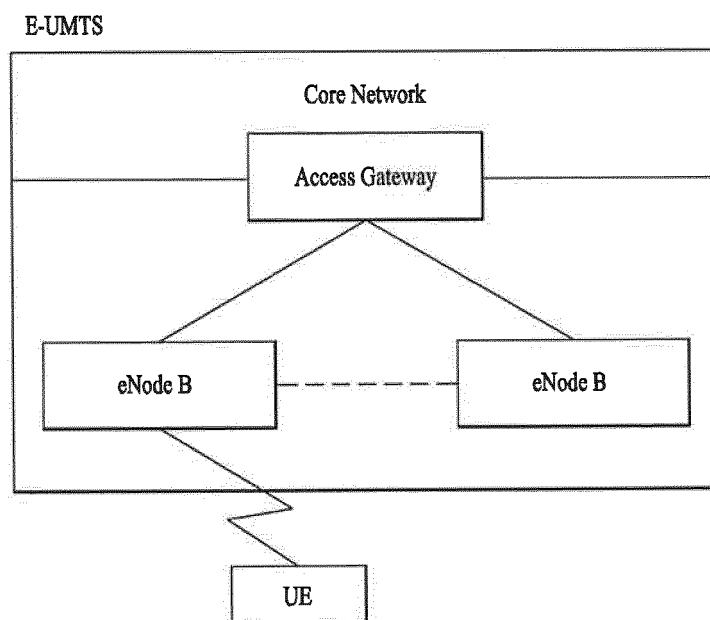 E-UMTS
Core Network
Access Gateway
eNode B
eNode B
UE